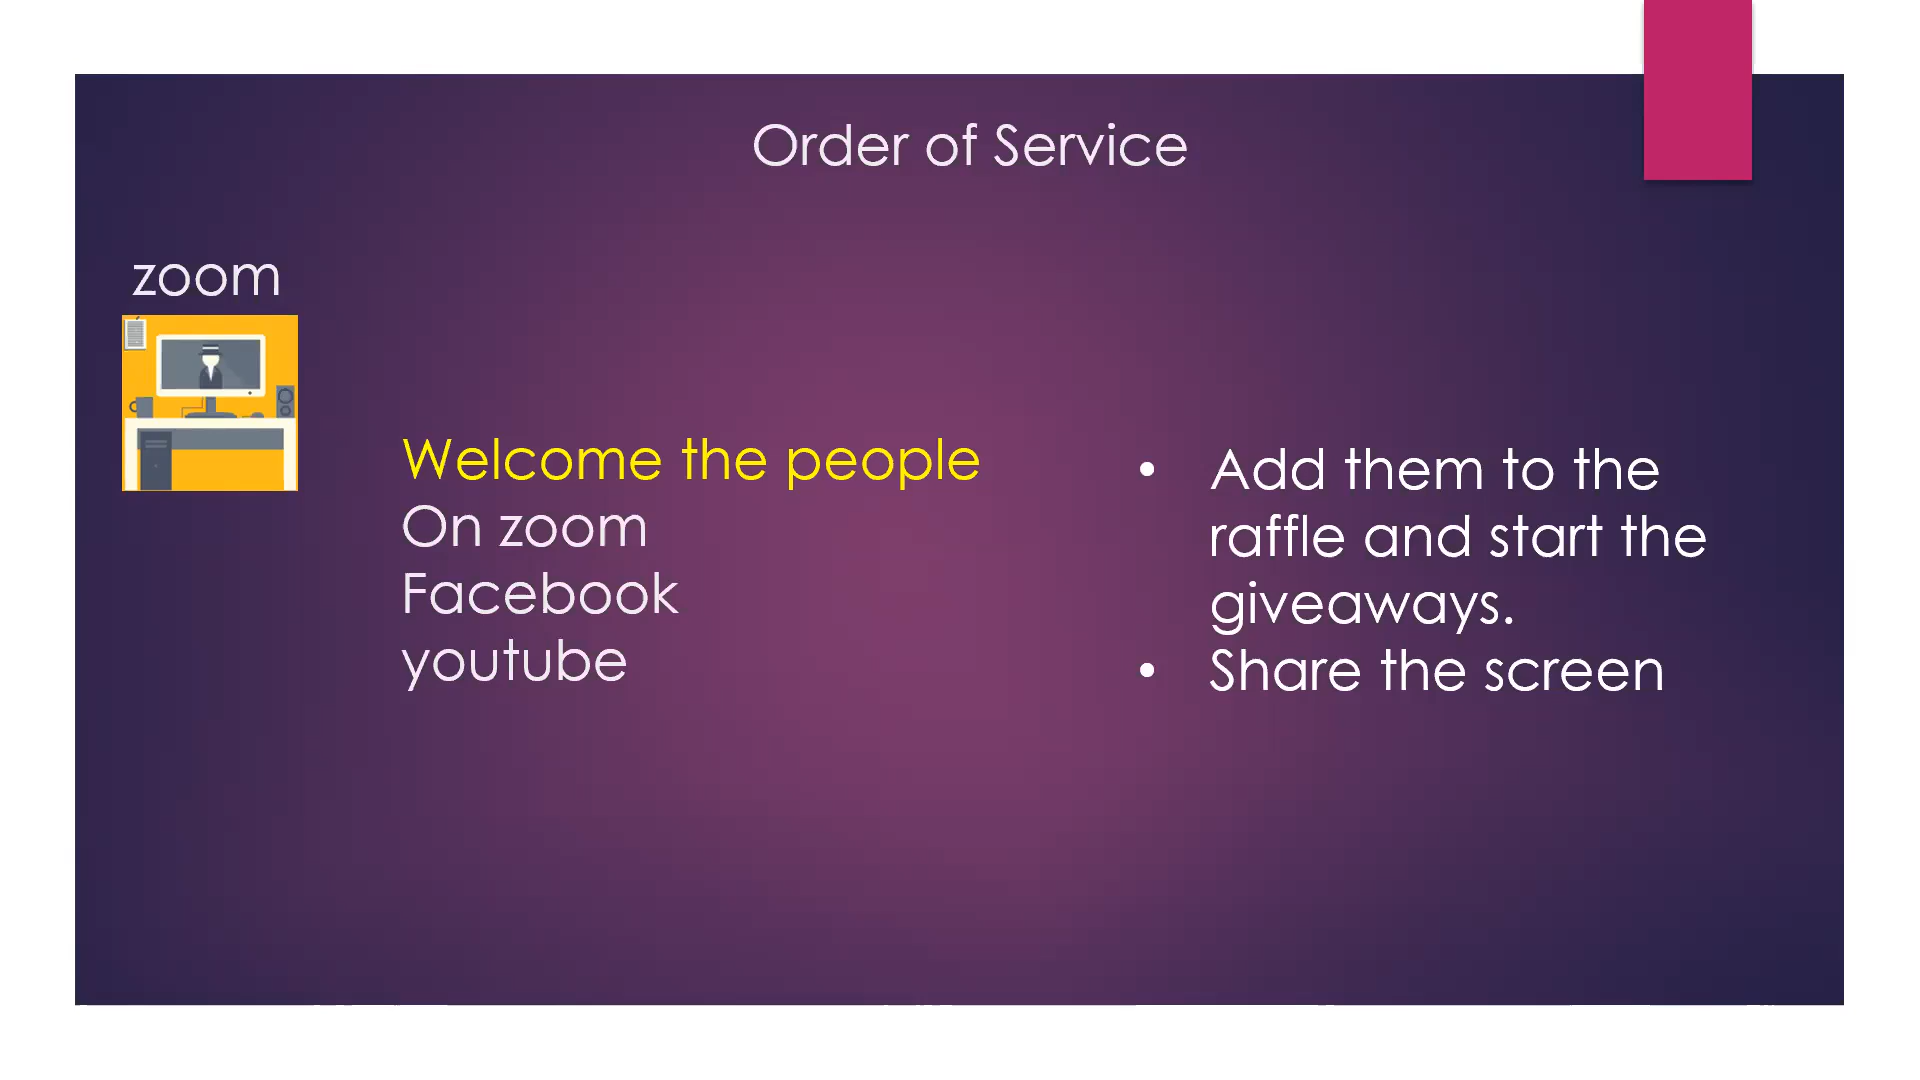 Order of Service
zoom
Welcome the people
On zoom
Facebook
youtube
• Add them to the
raffle and start the
giveaways.
• Share the screen